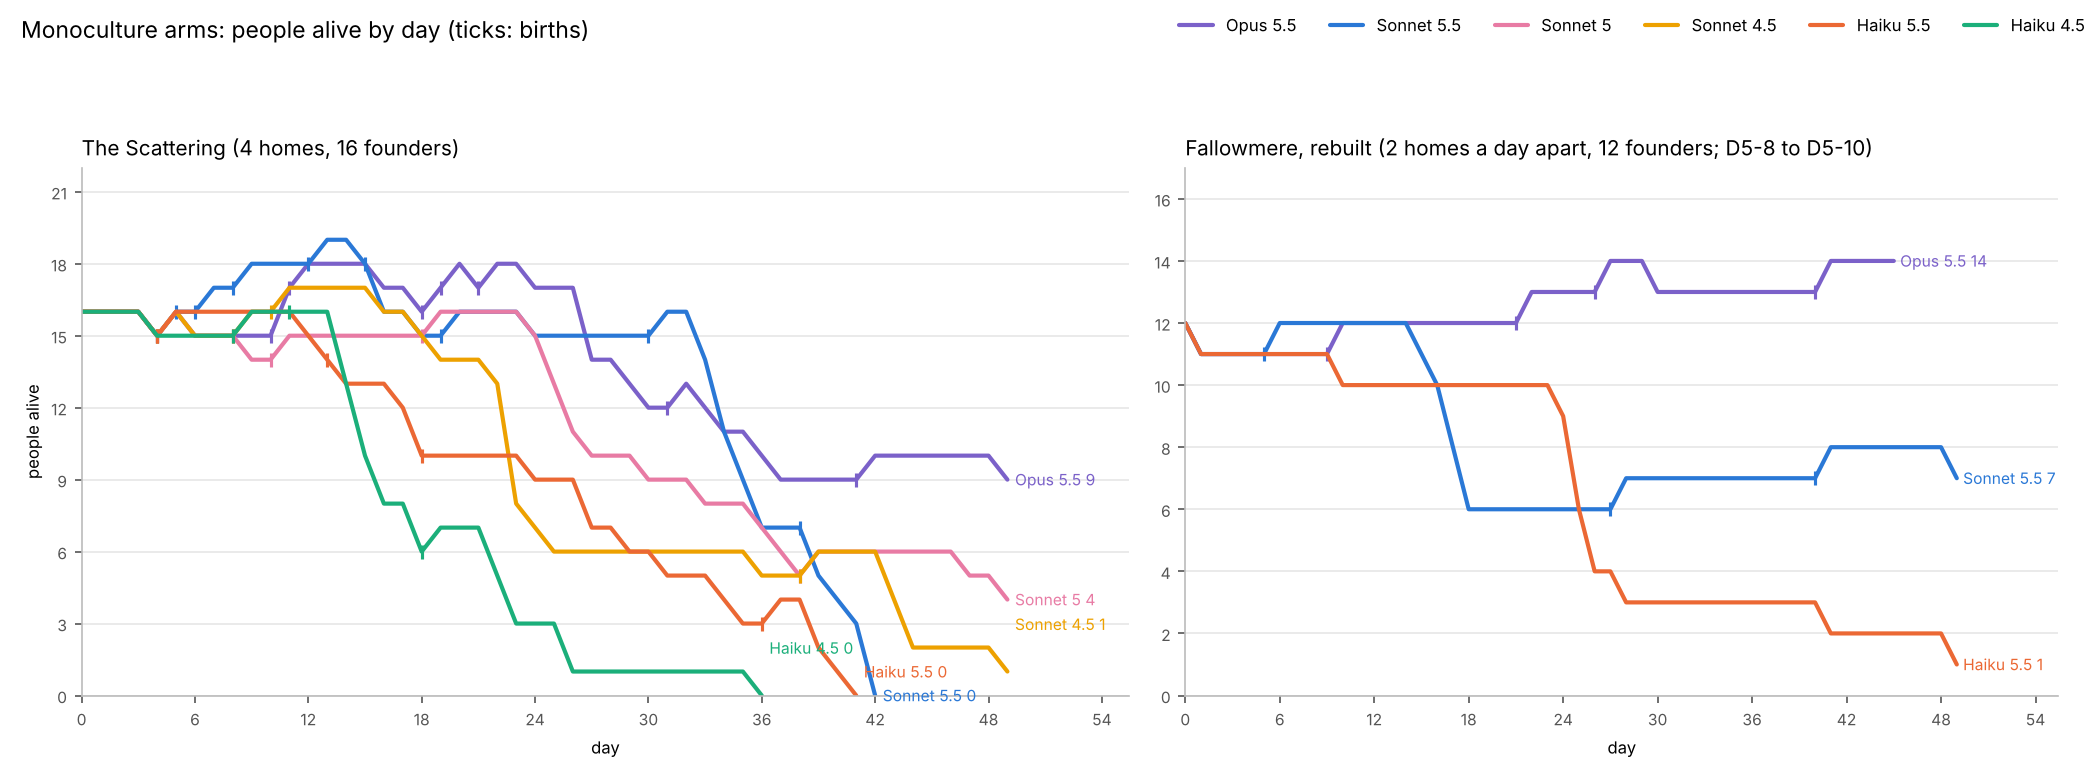 Monoculture arms: people alive by day (ticks: births)
Opus 5.5 Sonnet 5.5 Sonnet 5 Sonnet 4.5 Haiku 5.5 Haiku 4.5
The Scattering (4 homes, 16 founders)
21
18
15
12
9
6
3
0
people alive
Opus 5.5 9
Sonnet 5 4
Sonnet 4.5 1
Haiku 4.5 0
Haiku 5.5 0
Sonnet 5.5 0
0 6 12 18 24 30 36 42 48 54
day
Fallowmere, rebuilt (2 homes a day apart, 12 founders; D5-8 to D5-10)
16
14
12
10
8
6
4
2
0
Opus 5.5 14
Sonnet 5.5 7
Haiku 5.5 1
0 6 12 18 24 30 36 42 48 54
day